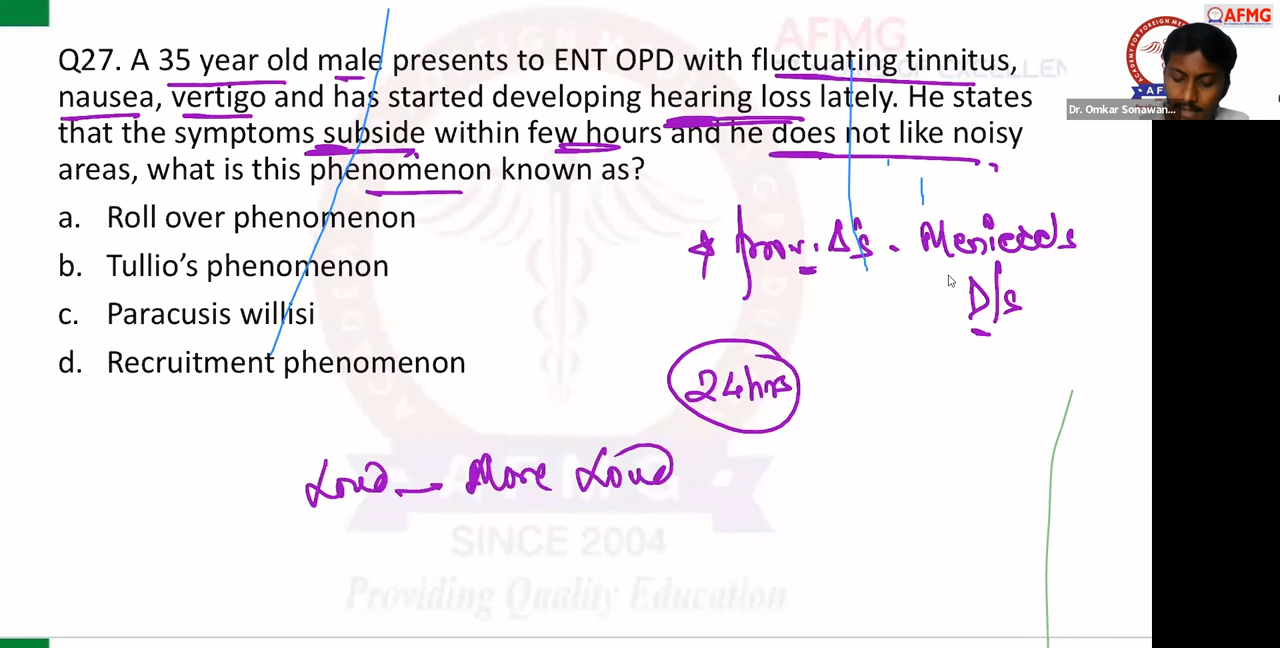 Q27. A 35 year old male presents to ENT OPD with fluctuating tinnitus,
nausea, vertigo and has started developing hearing loss lately. He states
that the symptoms subside within few hours and he does not like noisy
areas, what is this phenomenon known as?
a. Roll over phenomenon
b. Tullio's phenomenon
c. Paracusis willisi
d. Recruitment phenomenon
24hrs
Loud → More Loud
D/s
AFMG
SINCE 2004
Providing Quality Education
AFMG
AFMG
Dr. Omkar Sonawan...